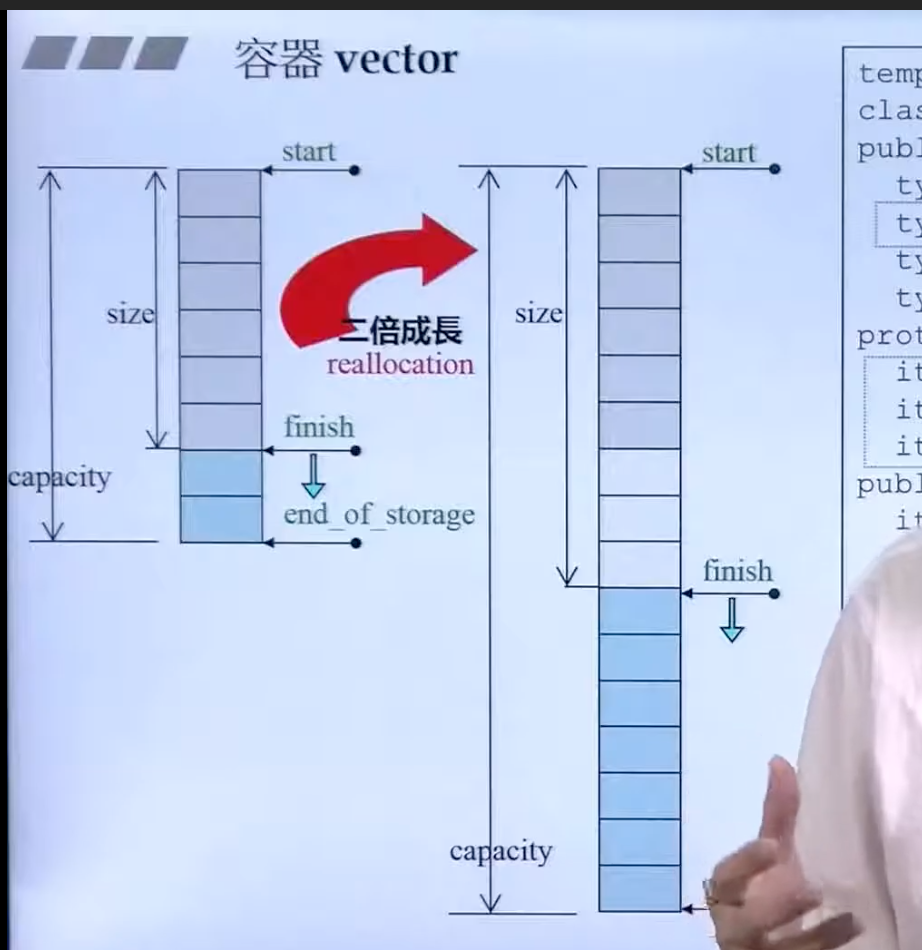 容器 vector
start
size
finish
capacity
end_of_storage
二倍成長
reallocation
start
size
finish
capacity
temp
clas
publ
ty
ty
ty
ty
prot
it
it
it
publ
it